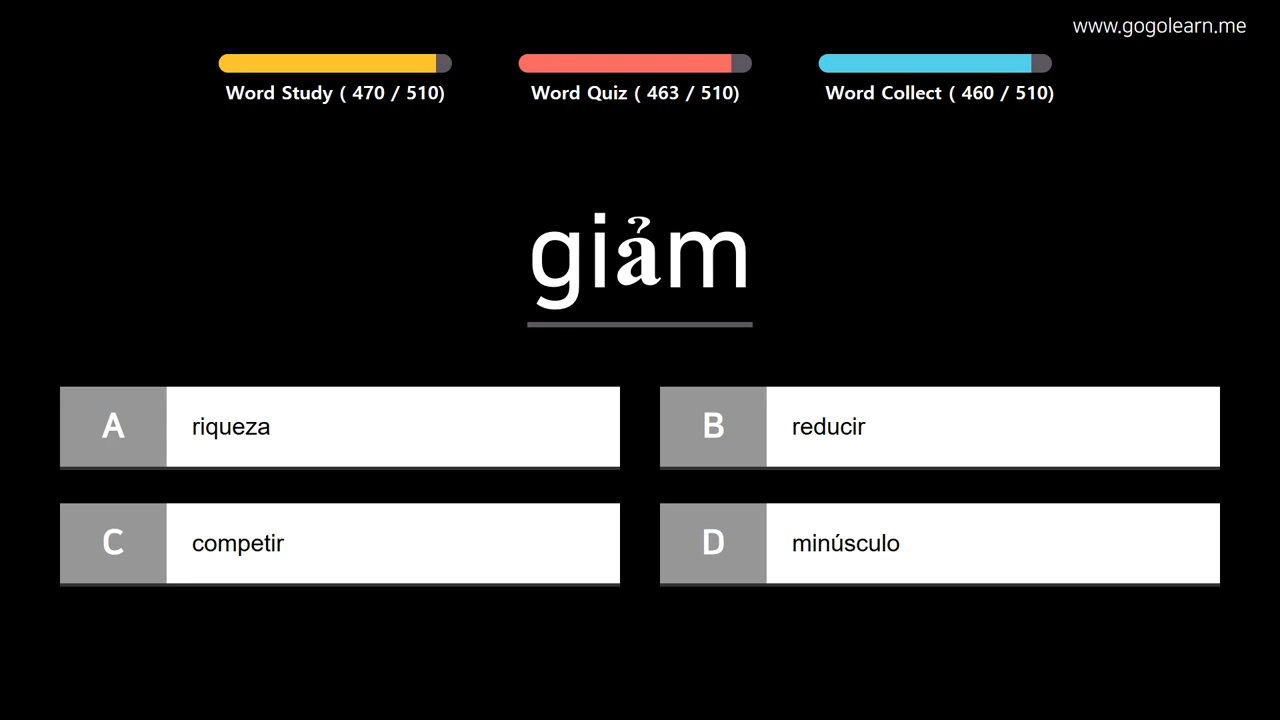 www.gogolearn.me
Word Study ( 470 / 510)
Word Quiz ( 463 / 510)
Word Collect ( 460 / 510)
giảm
A riqueza
B reducir
C competir
D minúsculo